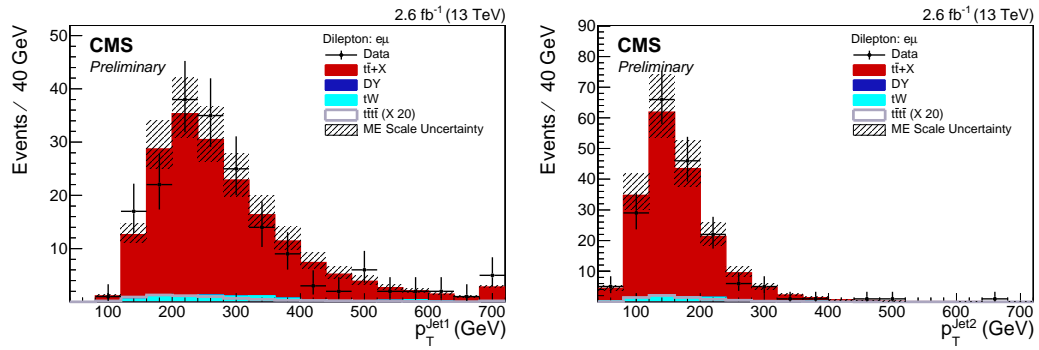 2.6 fb⁻¹ (13 TeV)
CMS
Preliminary
Dilepton: eμ
Data
tt̄+X
DY
tW
tt̄tt̄ (X 20)
ME Scale Uncertainty
Events / 40 GeV
50
40
30
20
10
100 200 300 400 500 600 700
p_T^Jet1 (GeV)
2.6 fb⁻¹ (13 TeV)
CMS
Preliminary
Dilepton: eμ
Data
tt̄+X
DY
tW
tt̄tt̄ (X 20)
ME Scale Uncertainty
Events / 40 GeV
90
80
70
60
50
40
30
20
10
0
100 200 300 400 500 600 700
p_T^Jet2 (GeV)